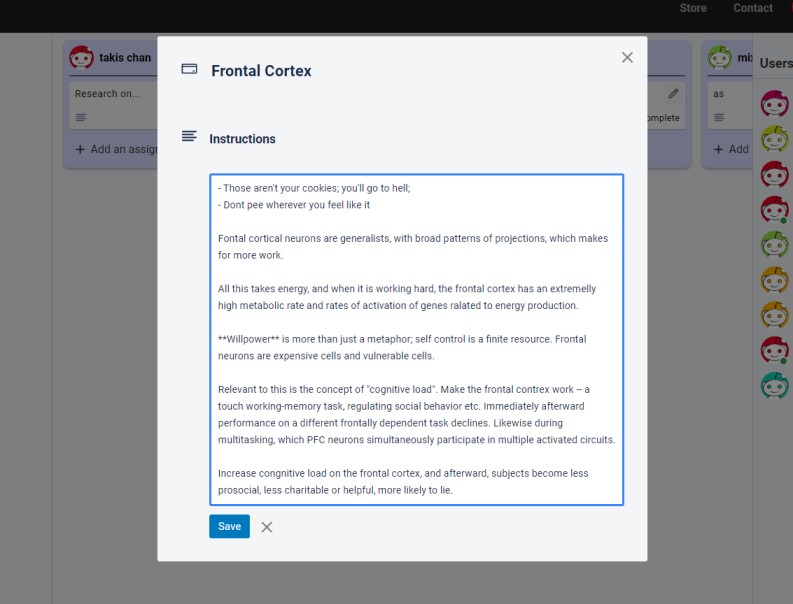 Store Contact
takis chan
mi
Users
Research on...
as
omplete
+ Add an assign
+ Add
Frontal Cortex
Instructions
- Those aren't your cookies; you'll go to hell;
- Dont pee wherever you feel like it
Fontal cortical neurons are generalists, with broad patterns of projections, which makes
for more work.
All this takes energy, and when it is working hard, the frontal cortex has an extremelly
high metabolic rate and rates of activation of genes ralated to energy production.
**Willpower** is more than just a metaphor; self control is a finite resource. Frontal
neurons are expensive cells and vulnerable cells.
Relevant to this is the concept of "cognitive load". Make the frontal contrex work -- a
touch working-memory task, regulating social behavior etc. Immediately afterward
performance on a different frontally dependent task declines. Likewise during
multitasking, which PFC neurons simultaneously participate in multiple activated circuits.
Increase congnitive load on the frontal cortex, and afterward, subjects become less
prosocial, less charitable or helpful, more likely to lie.
Save